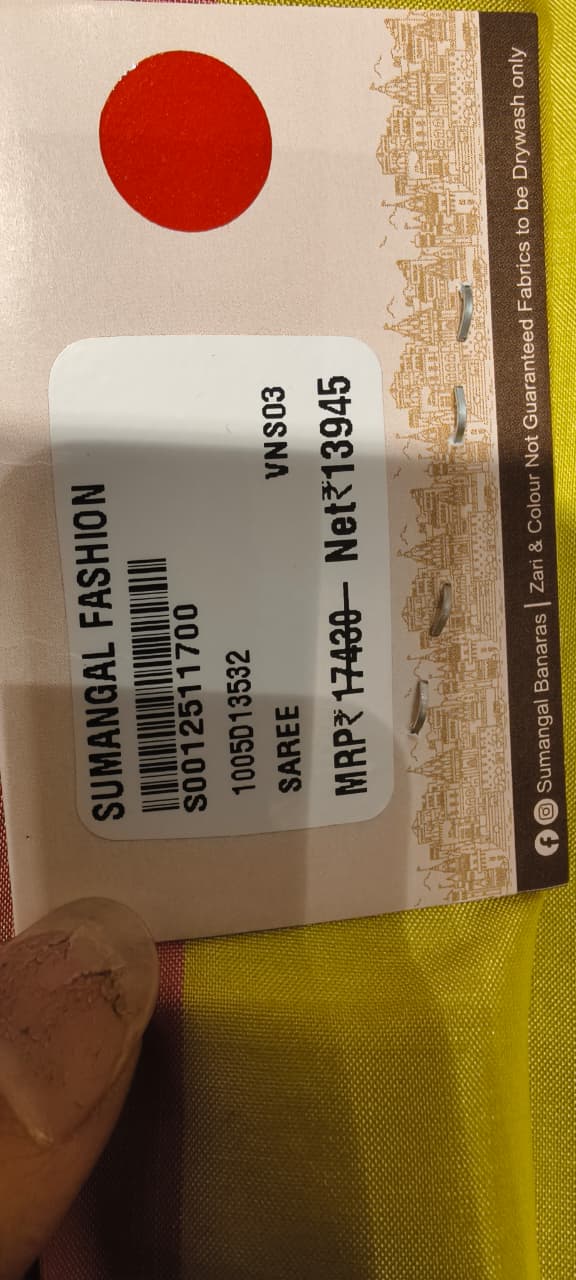 SUMANGAL FASHION
S0012511700
1005D13532
SAREE VNS03
MRP₹ 17430 Net₹13945
Sumangal Banaras | Zari & Colour Not Guaranteed Fabrics to be Drywash only